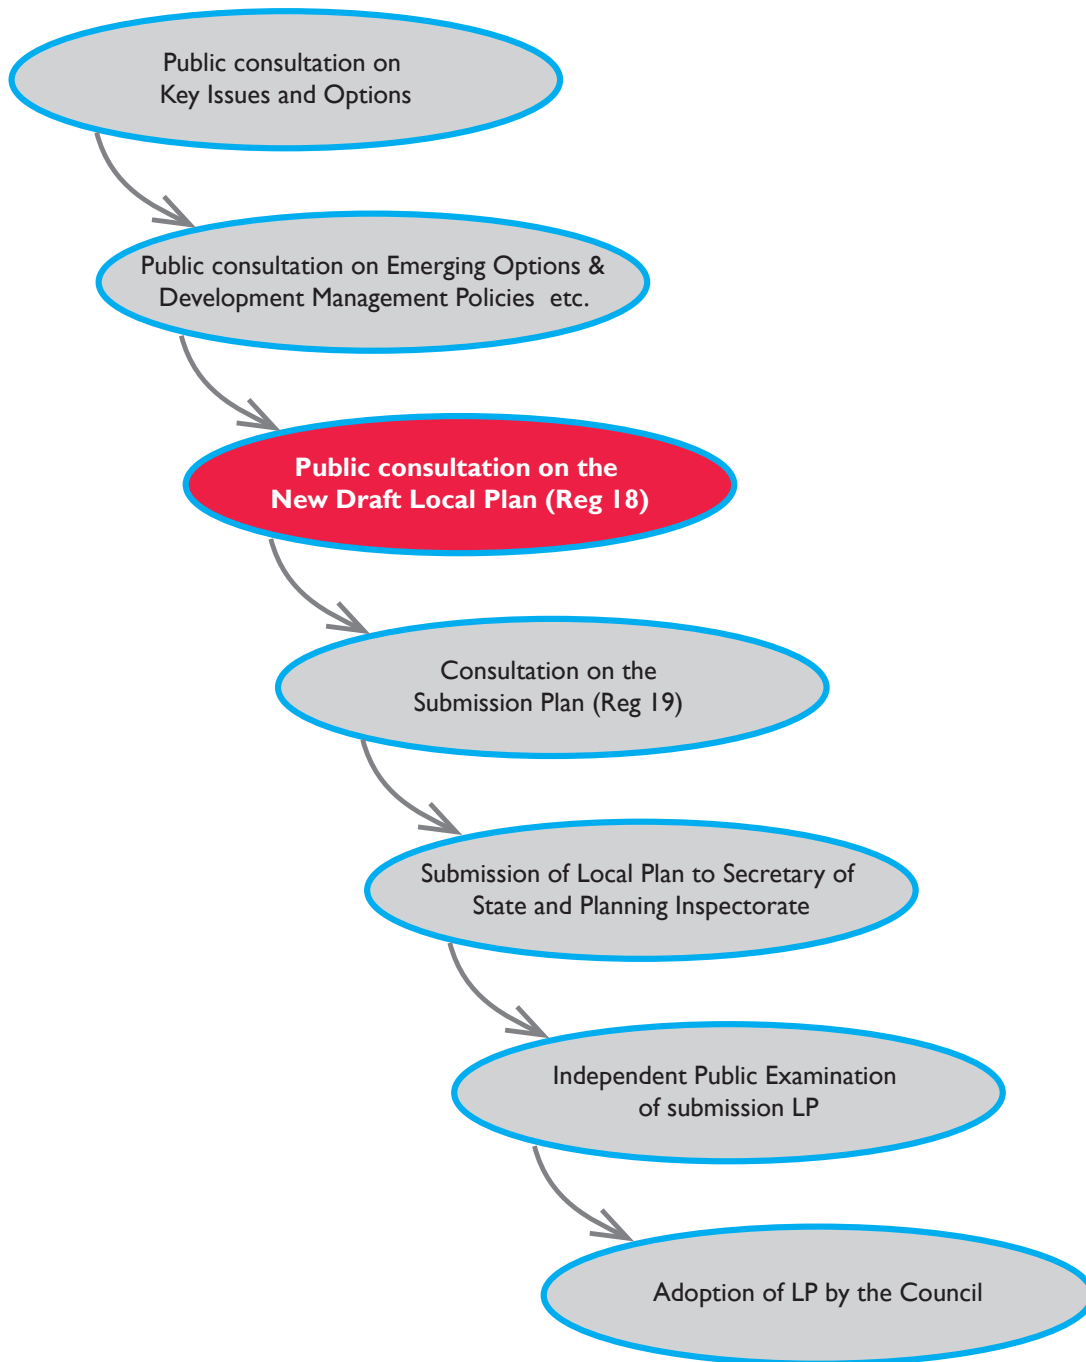 Public consultation on
Key Issues and Options
Public consultation on Emerging Options &
Development Management Policies etc.
Public consultation on the
New Draft Local Plan (Reg 18)
Consultation on the
Submission Plan (Reg 19)
Submission of Local Plan to Secretary of
State and Planning Inspectorate
Independent Public Examination
of submission LP
Adoption of LP by the Council